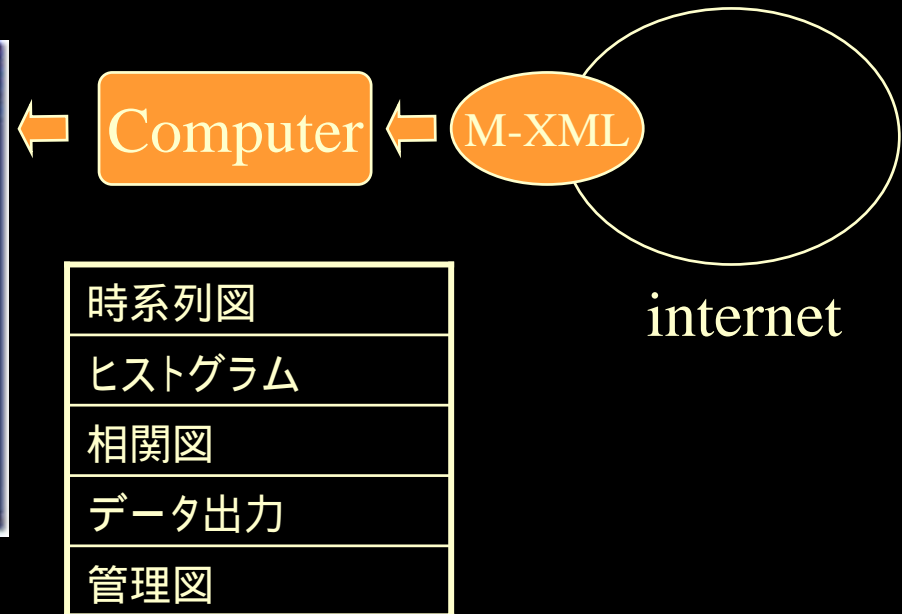 Computer
M-XML
internet
時系列図
ヒストグラム
相関図
データ出力
管理図